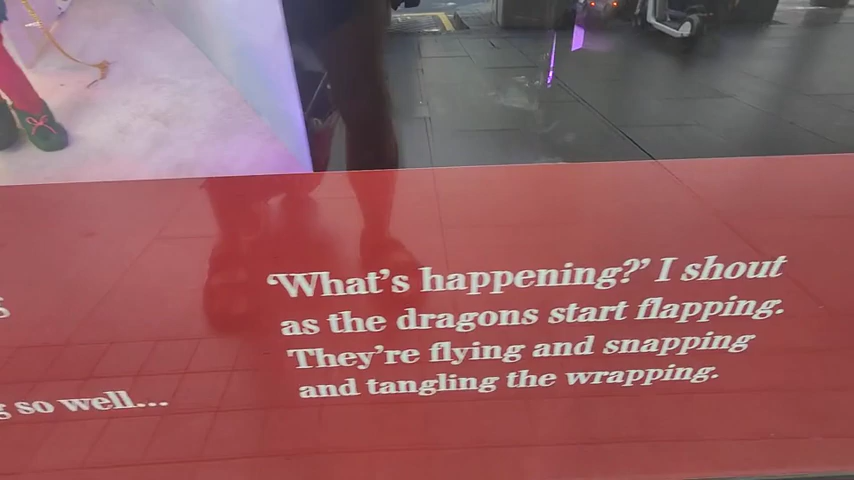 so well...
‘What’s happening?’ I shout
as the dragons start flapping.
They’re flying and snapping
and tangling the wrapping.